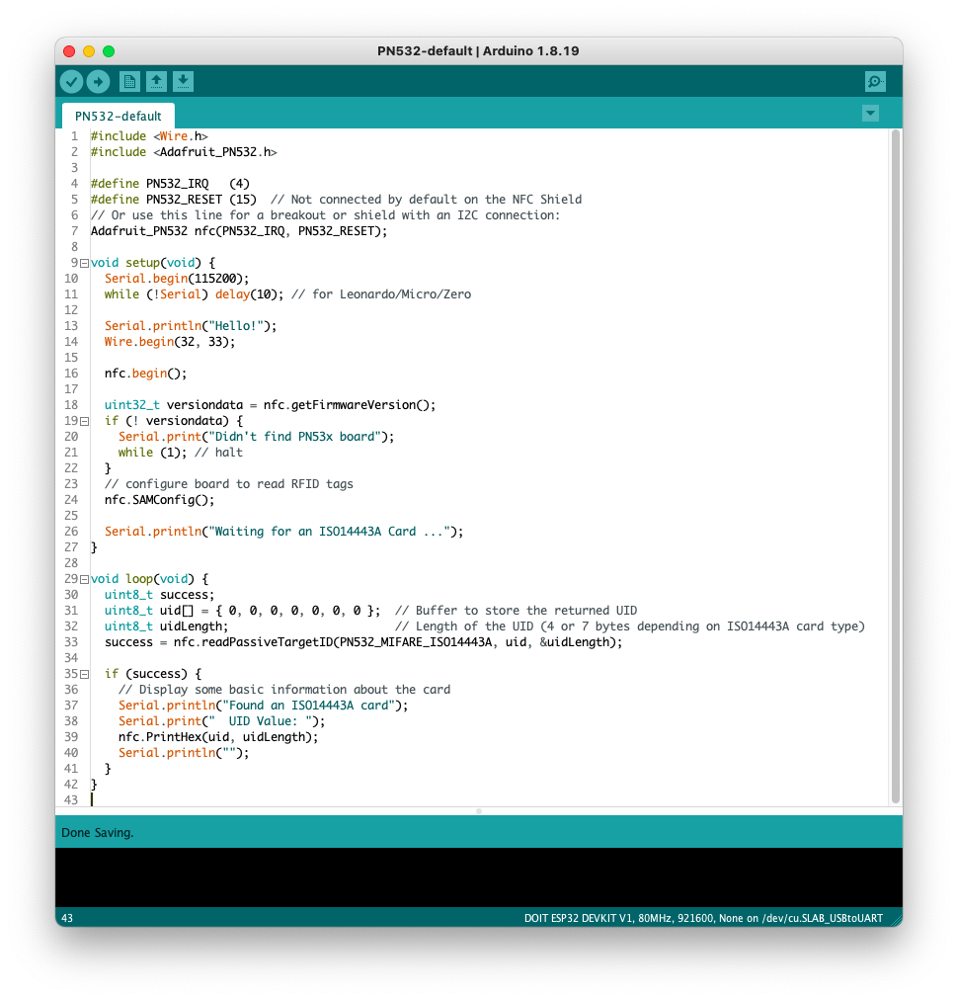 PN532-default | Arduino 1.8.19
PN532-default
1 #include <Wire.h>
2 #include <Adafruit_PN532.h>
3
4 #define PN532_IRQ   (4)
5 #define PN532_RESET (15)  // Not connected by default on the NFC Shield
6 // Or use this line for a breakout or shield with an I2C connection:
7 Adafruit_PN532 nfc(PN532_IRQ, PN532_RESET);
8
9 void setup(void) {
10   Serial.begin(115200);
11   while (!Serial) delay(10); // for Leonardo/Micro/Zero
12
13   Serial.println("Hello!");
14   Wire.begin(32, 33);
15
16   nfc.begin();
17
18   uint32_t versiondata = nfc.getFirmwareVersion();
19   if (! versiondata) {
20     Serial.print("Didn't find PN53x board");
21     while (1); // halt
22   }
23   // configure board to read RFID tags
24   nfc.SAMConfig();
25
26   Serial.println("Waiting for an ISO14443A Card ...");
27 }
28
29 void loop(void) {
30   uint8_t success;
31   uint8_t uid[] = { 0, 0, 0, 0, 0, 0, 0 };  // Buffer to store the returned UID
32   uint8_t uidLength;                        // Length of the UID (4 or 7 bytes depending on ISO14443A card type)
33   success = nfc.readPassiveTargetID(PN532_MIFARE_ISO14443A, uid, &uidLength);
34
35   if (success) {
36     // Display some basic information about the card
37     Serial.println("Found an ISO14443A card");
38     Serial.print("  UID Value: ");
39     nfc.PrintHex(uid, uidLength);
40     Serial.println("");
41   }
42 }
43
Done Saving.
43 DOIT ESP32 DEVKIT V1, 80MHz, 921600, None on /dev/cu.SLAB_USBtoUART